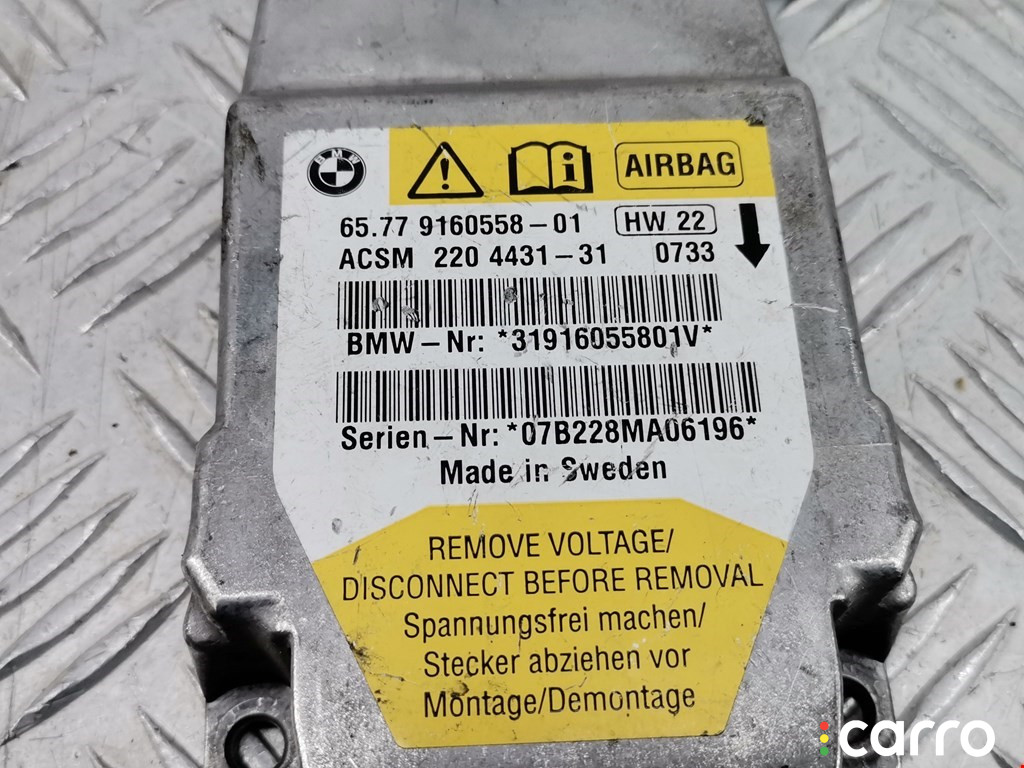 BMW
AIRBAG
65.77 9160558-01 HW 22
ACSM 220 4431-31 0733
BMW-Nr: *31916055801V*
Serien-Nr: *07B228MA06196*
Made in Sweden
REMOVE VOLTAGE/
DISCONNECT BEFORE REMOVAL
Spannungsfrei machen/
Stecker abziehen vor
Montage/Demontage
carro